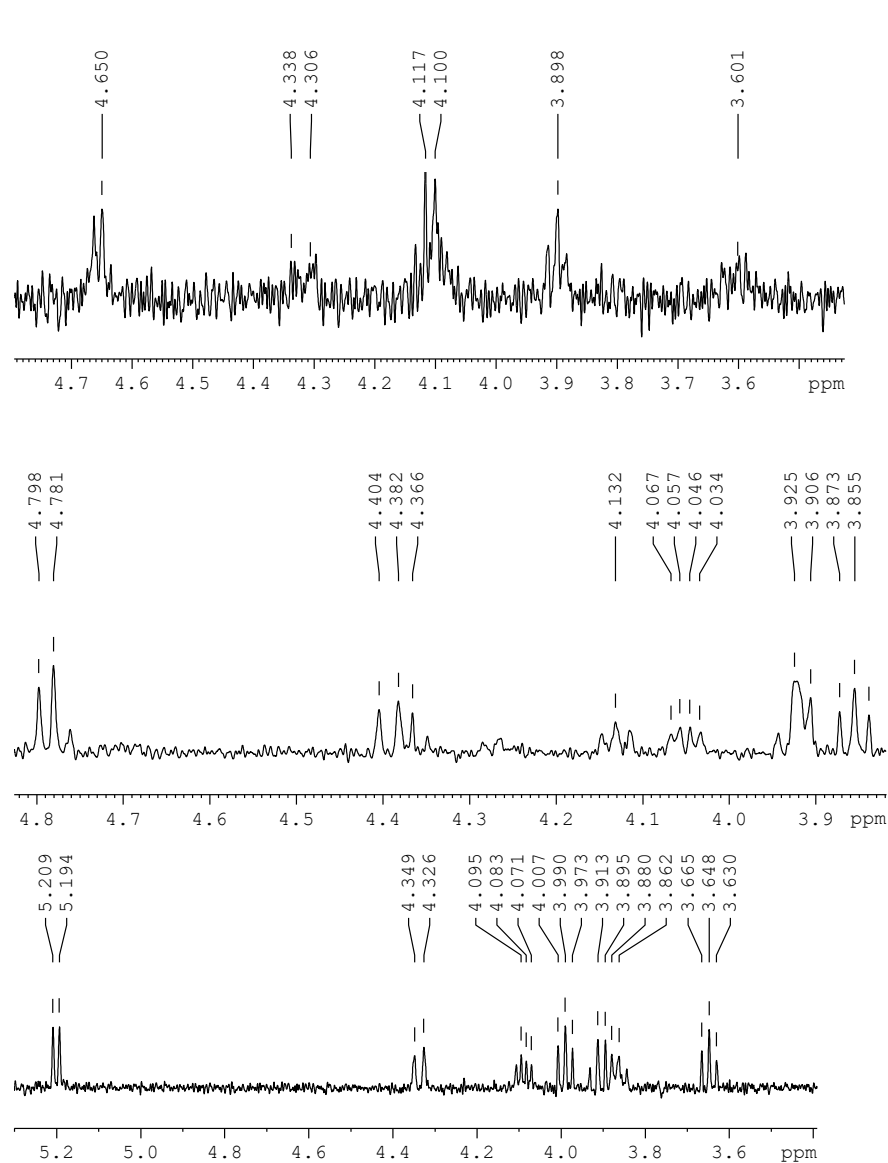 4.650 4.338 4.306 4.117 4.100 3.898 3.601
4.7 4.6 4.5 4.4 4.3 4.2 4.1 4.0 3.9 3.8 3.7 3.6 ppm
4.798 4.781 4.404 4.382 4.366 4.132 4.067 4.057 4.046 4.034 3.925 3.906 3.873 3.855
4.8 4.7 4.6 4.5 4.4 4.3 4.2 4.1 4.0 3.9 ppm
5.209 5.194 4.349 4.326 4.095 4.083 4.071 4.007 3.990 3.973 3.913 3.895 3.880 3.862 3.665 3.648 3.630
5.2 5.0 4.8 4.6 4.4 4.2 4.0 3.8 3.6 ppm